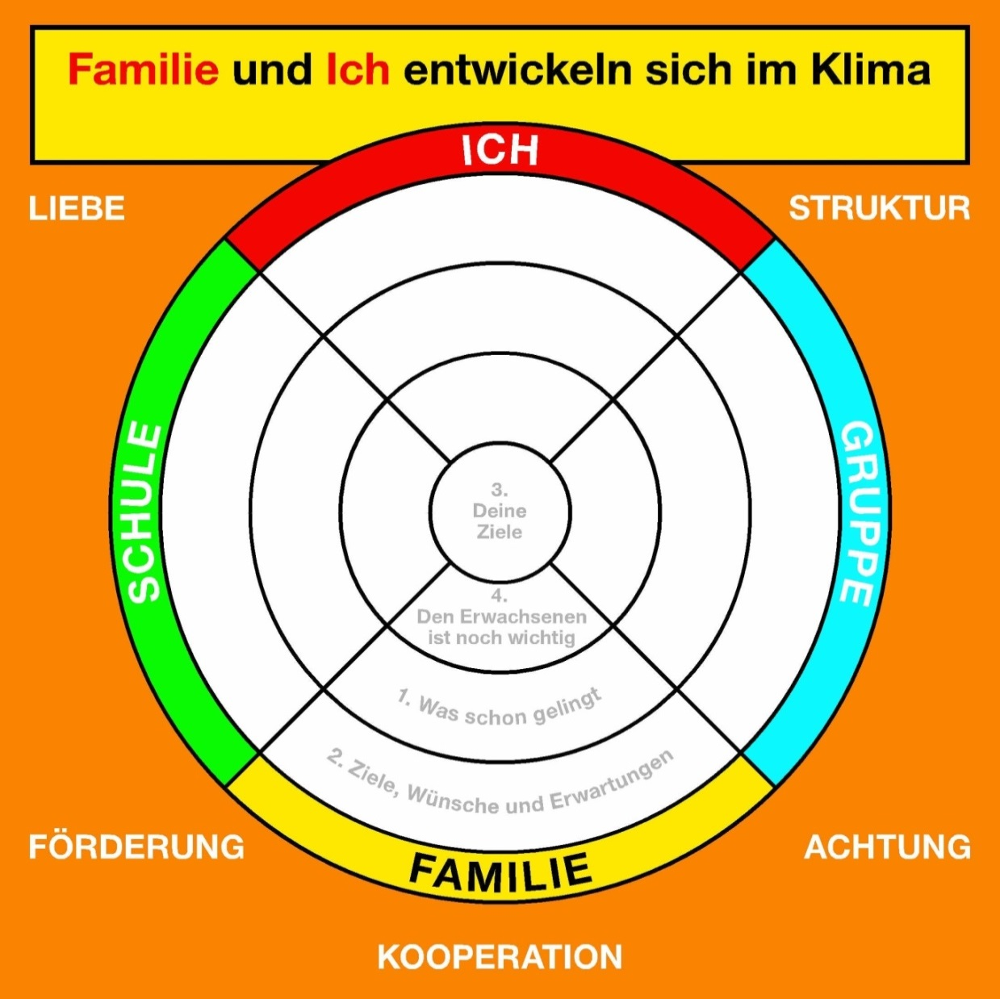 Familie und Ich entwickeln sich im Klima
ICH
LIEBE
STRUKTUR
SCHULE
GRUPPE
3.
Deine
Ziele
4.
Den Erwachsenen
ist noch wichtig
1. Was schon gelingt
2. Ziele, Wünsche und Erwartungen
FAMILIE
FÖRDERUNG
ACHTUNG
KOOPERATION